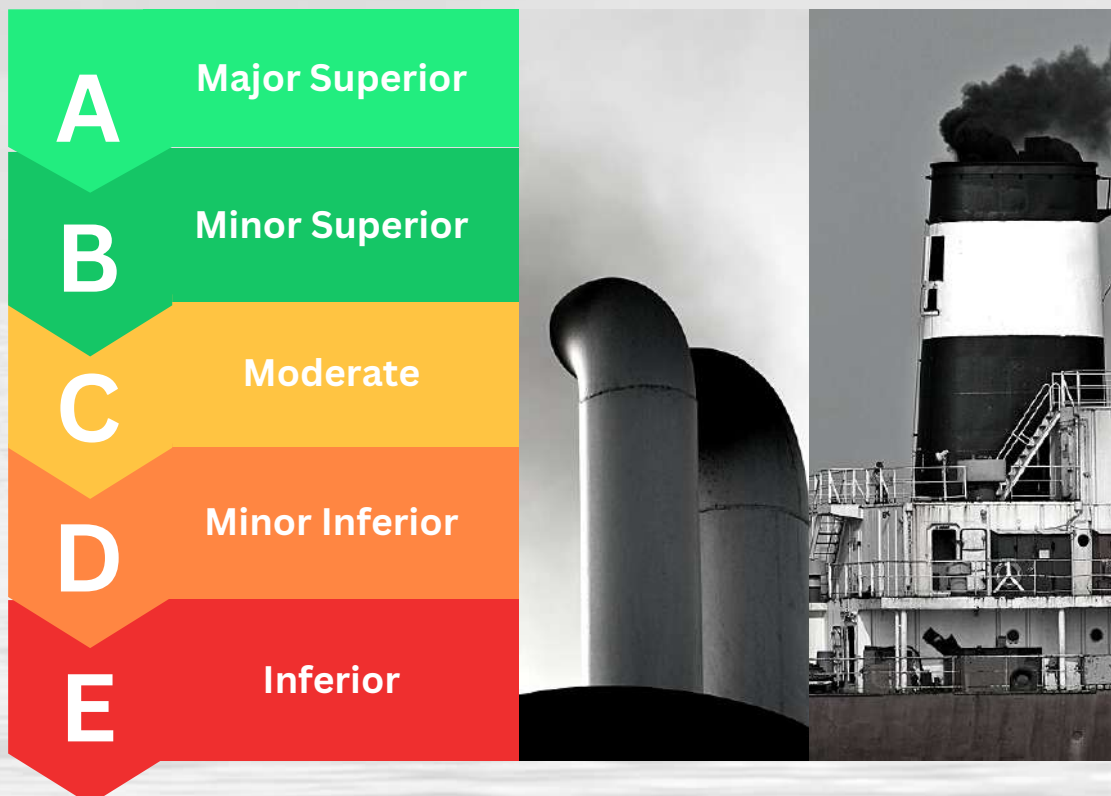 A
Major Superior
B
Minor Superior
C
Moderate
D
Minor Inferior
E
Inferior